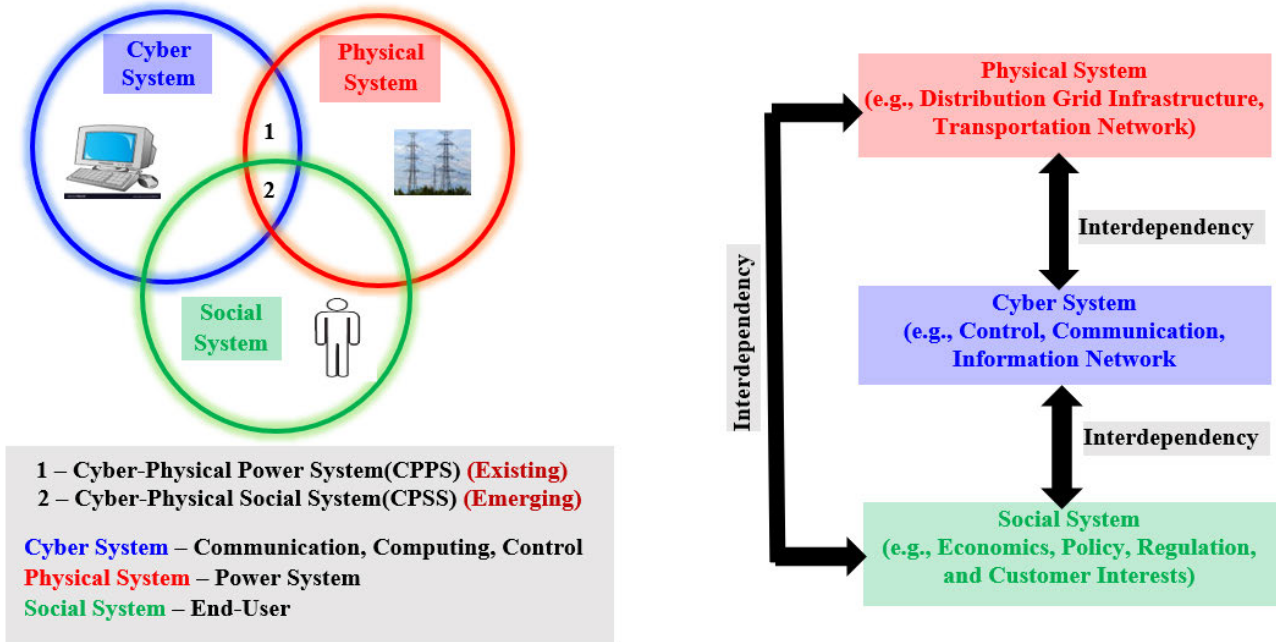 Cyber
System
Physical
System
1
2
Social
System
1 – Cyber-Physical Power System(CPPS) (Existing)
2 – Cyber-Physical Social System(CPSS) (Emerging)
Cyber System – Communication, Computing, Control
Physical System – Power System
Social System – End-User
Physical System
(e.g., Distribution Grid Infrastructure,
Transportation Network)
Interdependency
Interdependency
Cyber System
(e.g., Control, Communication,
Information Network
Interdependency
Social System
(e.g., Economics, Policy, Regulation,
and Customer Interests)